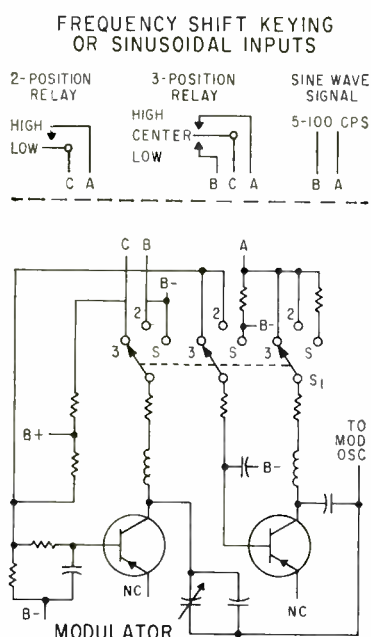 FREQUENCY SHIFT KEYING
OR SINUSOIDAL INPUTS
2-POSITION
RELAY
3-POSITION
RELAY
SINE WAVE
SIGNAL
HIGH
LOW
C A
HIGH
CENTER
LOW
B C A
5-100 CPS
B A
C B
A
B-
2
3
S
2
3
S
B-
2
3
S
S1
B+
B-
TO
MOD
OSC
NC
NC
B-
MODULATOR